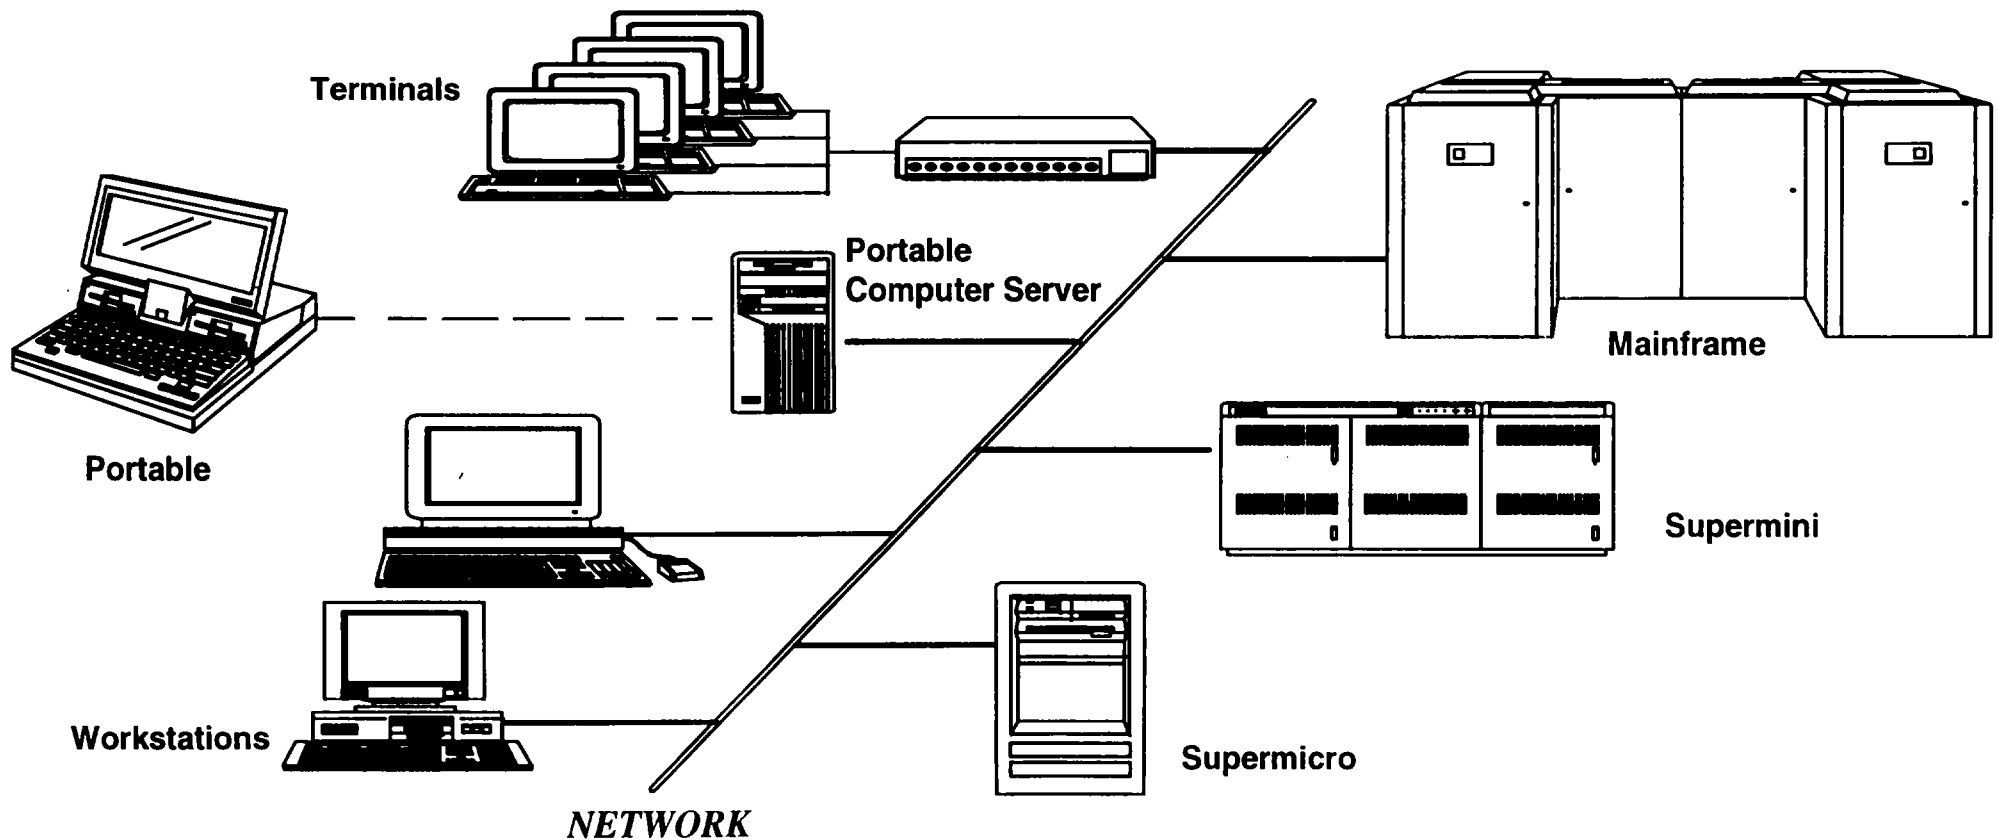 Terminals
Portable
Computer Server
Mainframe
Portable
Supermini
Workstations
Supermicro
NETWORK